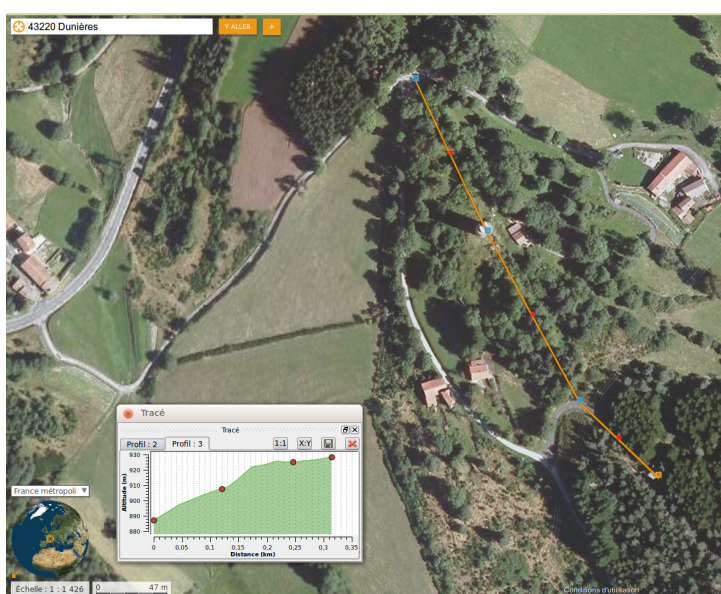 43220 Dunières
Y ALLER
+
Tracé
Tracé
Profil : 2
Profil : 3
1:1
X:Y
930
920
910
900
890
880
Altitude (m)
0
0,05
0,1
0,15
0,2
0,25
0,3
0,35
Distance (km)
France métropoli
Échelle : 1 : 1 426
0
47 m
Conditions d'utilisation